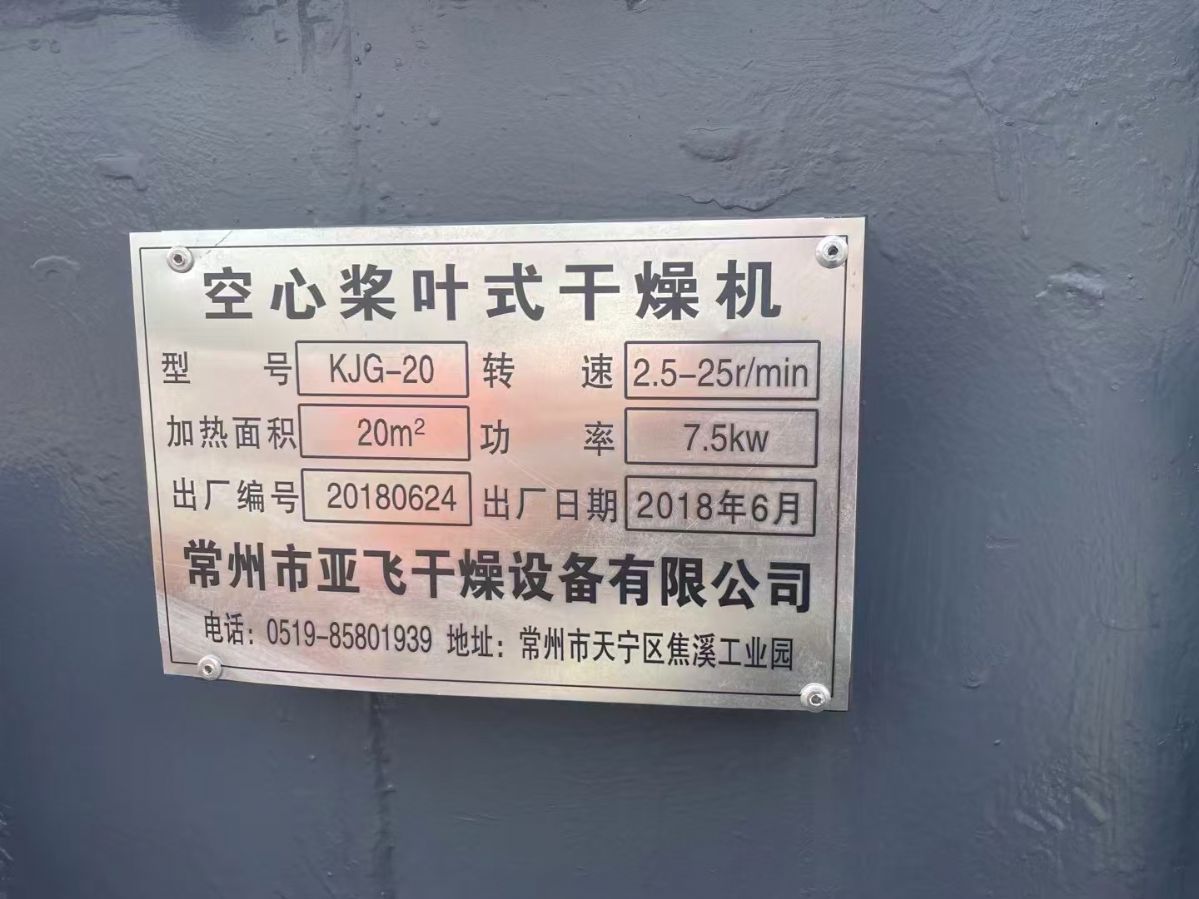 空心桨叶式干燥机
型 号 KJG-20 转 速 2.5-25r/min
加热面积 20m² 功 率 7.5kw
出厂编号 20180624 出厂日期 2018年6月
常州市亚飞干燥设备有限公司
电话：0519-85801939 地址：常州市天宁区焦溪工业园